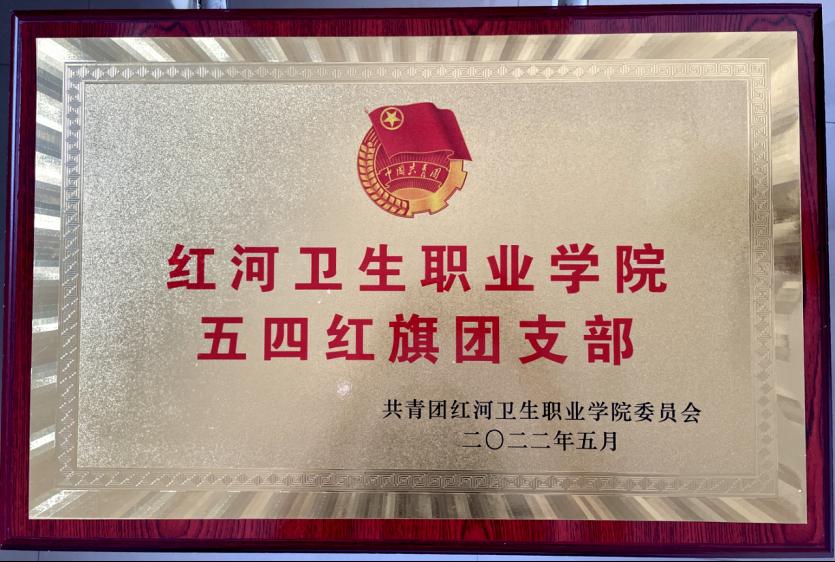 中国共青团
红河卫生职业学院
五四红旗团支部
共青团红河卫生职业学院委员会
二〇二二年五月